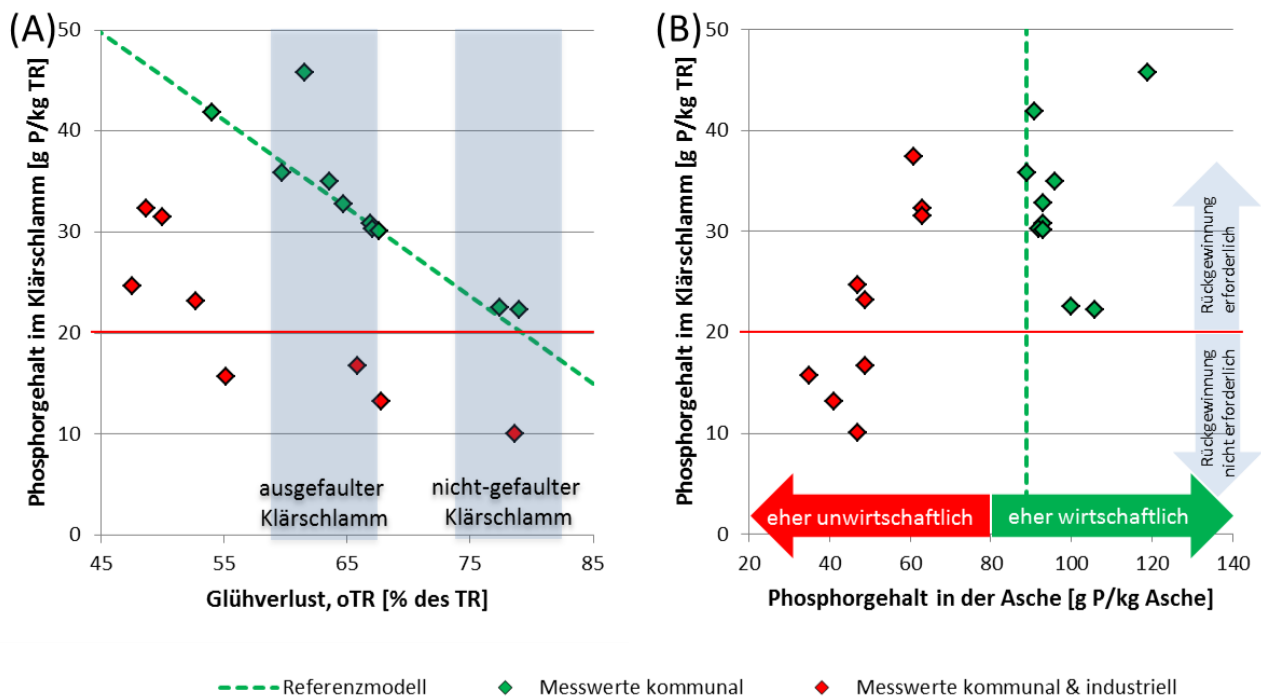 (A)
Phosphorgehalt im Klärschlamm [g P/kg TR]
50
40
30
20
10
0
45
55
65
75
85
ausgefaulter
Klärschlamm
nicht-gefaulter
Klärschlamm
Glühverlust, oTR [% des TR]
(B)
Phosphorgehalt im Klärschlamm [g P/kg TR]
50
40
30
20
10
0
20
40
60
80
100
120
140
Rückgewinnung
erforderlich
Rückgewinnung
nicht erforderlich
eher unwirtschaftlich
eher wirtschaftlich
Phosphorgehalt in der Asche [g P/kg Asche]
Referenzmodell
Messwerte kommunal
Messwerte kommunal & industriell